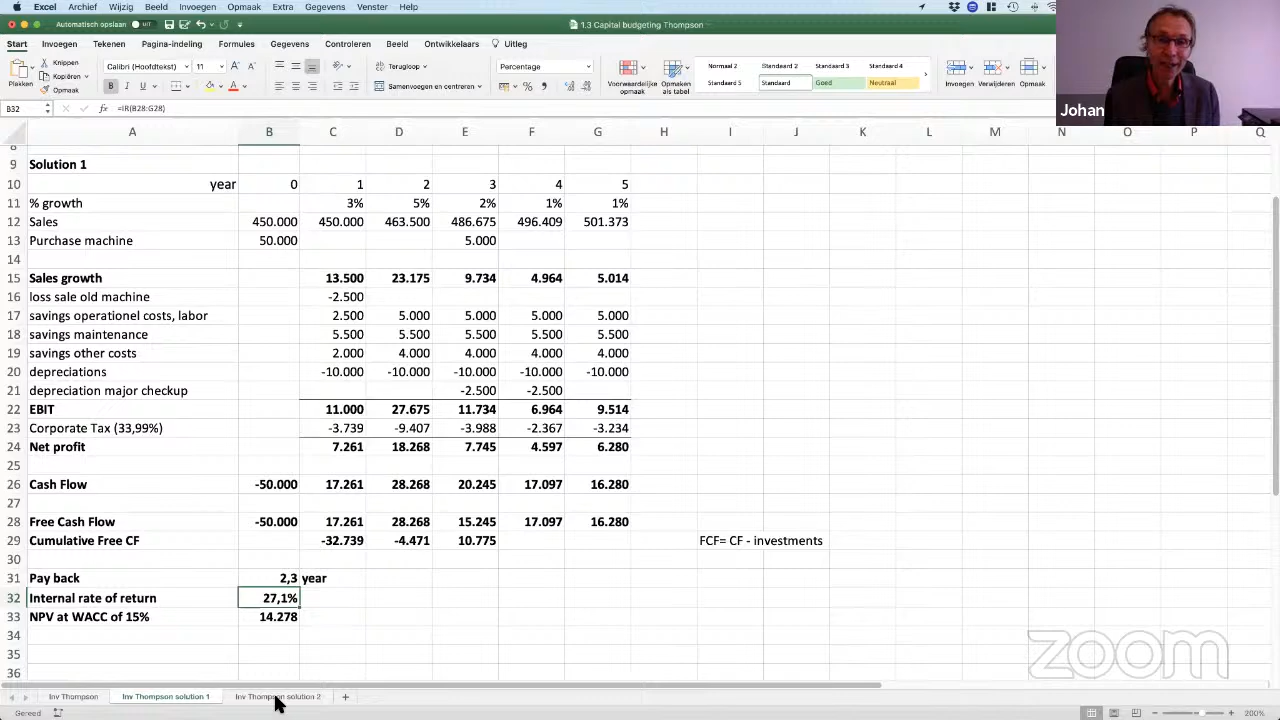 Excel Archief Wijzig Beeld Invoegen Opmaak Extra Gegevens Venster Help
Automatisch opslaan UIT 1.3 Capital budgeting Thompson
Start Invoegen Tekenen Pagina-indeling Formules Gegevens Controleren Beeld Ontwikkelaars Uitleg
Plakken Knippen Kopiëren Opmaak Calibri (Hoofdtekst) 11 Terugloop Samenvoegen en centreren Percentage Voorwaardelijke opmaak Opmaken als tabel Normaal 2 Standaard 2 Standaard 3 Standaard 4 Standaard 5 Standaard Goed Neutraal Invoegen Verwijderen Opmaak
Johan
B32 fx =IR(B28:G28)
A B C D E F G H I J K L M N O P Q
8
9 Solution 1
10 year 0 1 2 3 4 5
11 % growth 3% 5% 2% 1% 1%
12 Sales 450.000 450.000 463.500 486.675 496.409 501.373
13 Purchase machine 50.000 5.000
14
15 Sales growth 13.500 23.175 9.734 4.964 5.014
16 loss sale old machine -2.500
17 savings operationel costs, labor 2.500 5.000 5.000 5.000 5.000
18 savings maintenance 5.500 5.500 5.500 5.500 5.500
19 savings other costs 2.000 4.000 4.000 4.000 4.000
20 depreciations -10.000 -10.000 -10.000 -10.000 -10.000
21 depreciation major checkup -2.500 -2.500
22 EBIT 11.000 27.675 11.734 6.964 9.514
23 Corporate Tax (33,99%) -3.739 -9.407 -3.988 -2.367 -3.234
24 Net profit 7.261 18.268 7.745 4.597 6.280
25
26 Cash Flow -50.000 17.261 28.268 20.245 17.097 16.280
27
28 Free Cash Flow -50.000 17.261 28.268 15.245 17.097 16.280
29 Cumulative Free CF -32.739 -4.471 10.775 FCF= CF - investments
30
31 Pay back 2,3 year
32 Internal rate of return 27,1%
33 NPV at WACC of 15% 14.278
34
35
36
zoom
Inv Thompson Inv Thompson solution 1 Inv Thompson solution 2 +
Gereed 200%